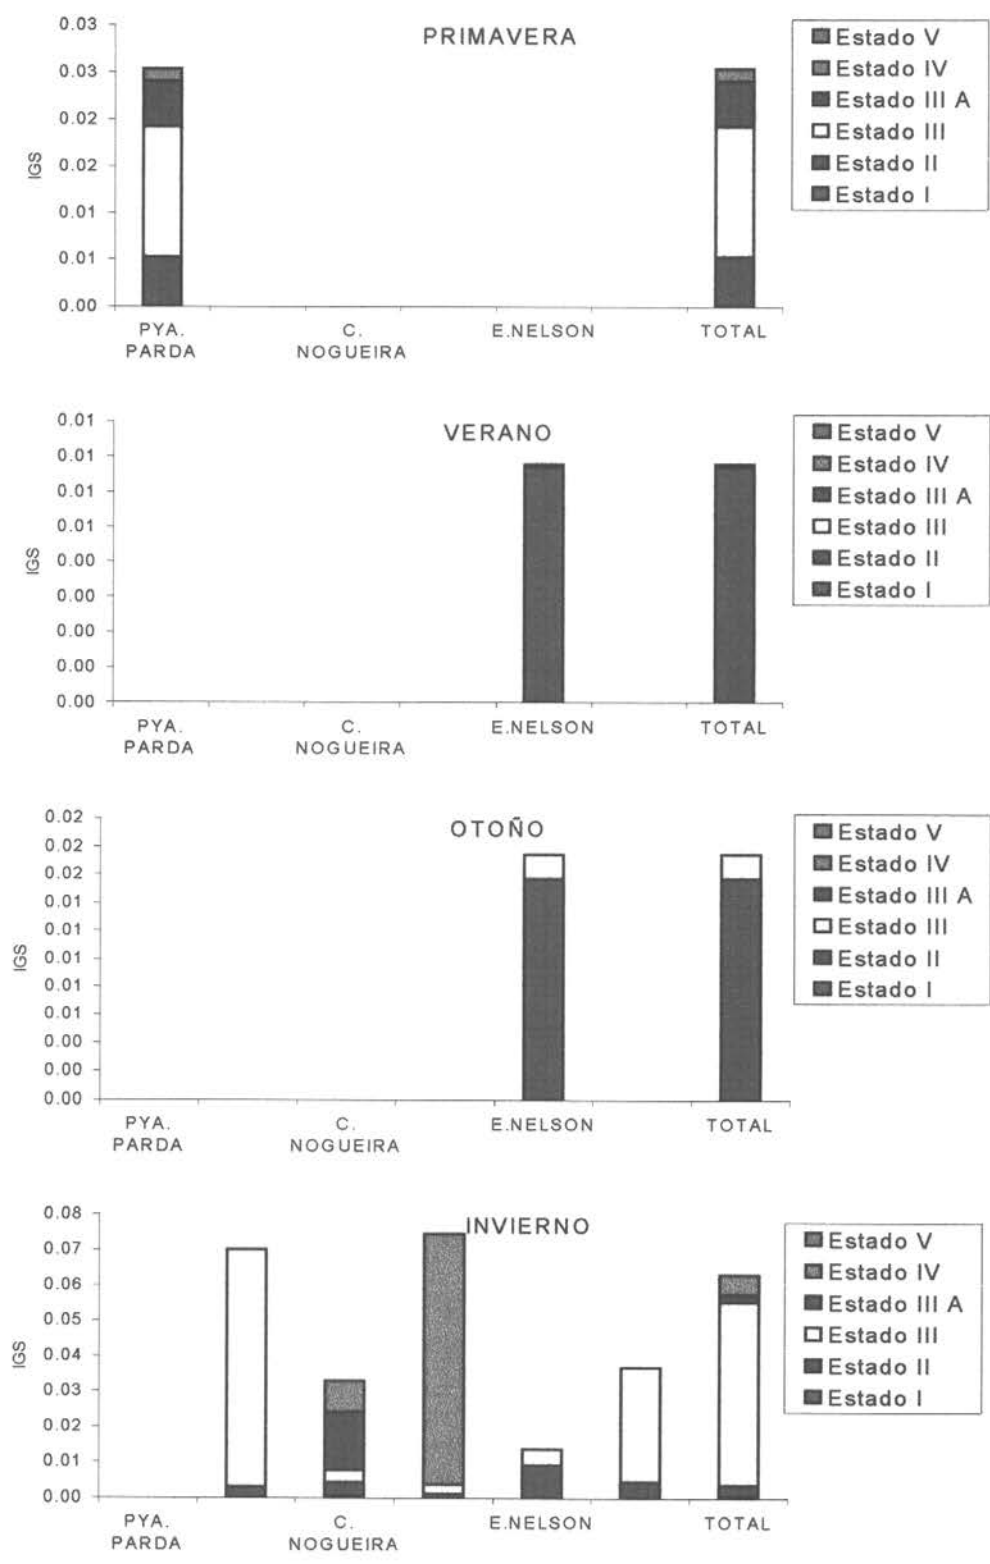 PRIMAVERA
IGS
0.03
0.03
0.02
0.02
0.01
0.01
0.00
PYA. PARDA
C. NOGUEIRA
E.NELSON
TOTAL
Estado V
Estado IV
Estado III A
Estado III
Estado II
Estado I
VERANO
IGS
0.01
0.01
0.01
0.01
0.00
0.00
0.00
0.00
0.00
PYA. PARDA
C. NOGUEIRA
E.NELSON
TOTAL
Estado V
Estado IV
Estado III A
Estado III
Estado II
Estado I
OTOÑO
IGS
0.02
0.02
0.02
0.01
0.01
0.01
0.01
0.01
0.00
0.00
0.00
PYA. PARDA
C. NOGUEIRA
E.NELSON
TOTAL
Estado V
Estado IV
Estado III A
Estado III
Estado II
Estado I
INVIERNO
IGS
0.08
0.07
0.06
0.05
0.04
0.03
0.02
0.01
0.00
PYA. PARDA
C. NOGUEIRA
E.NELSON
TOTAL
Estado V
Estado IV
Estado III A
Estado III
Estado II
Estado I